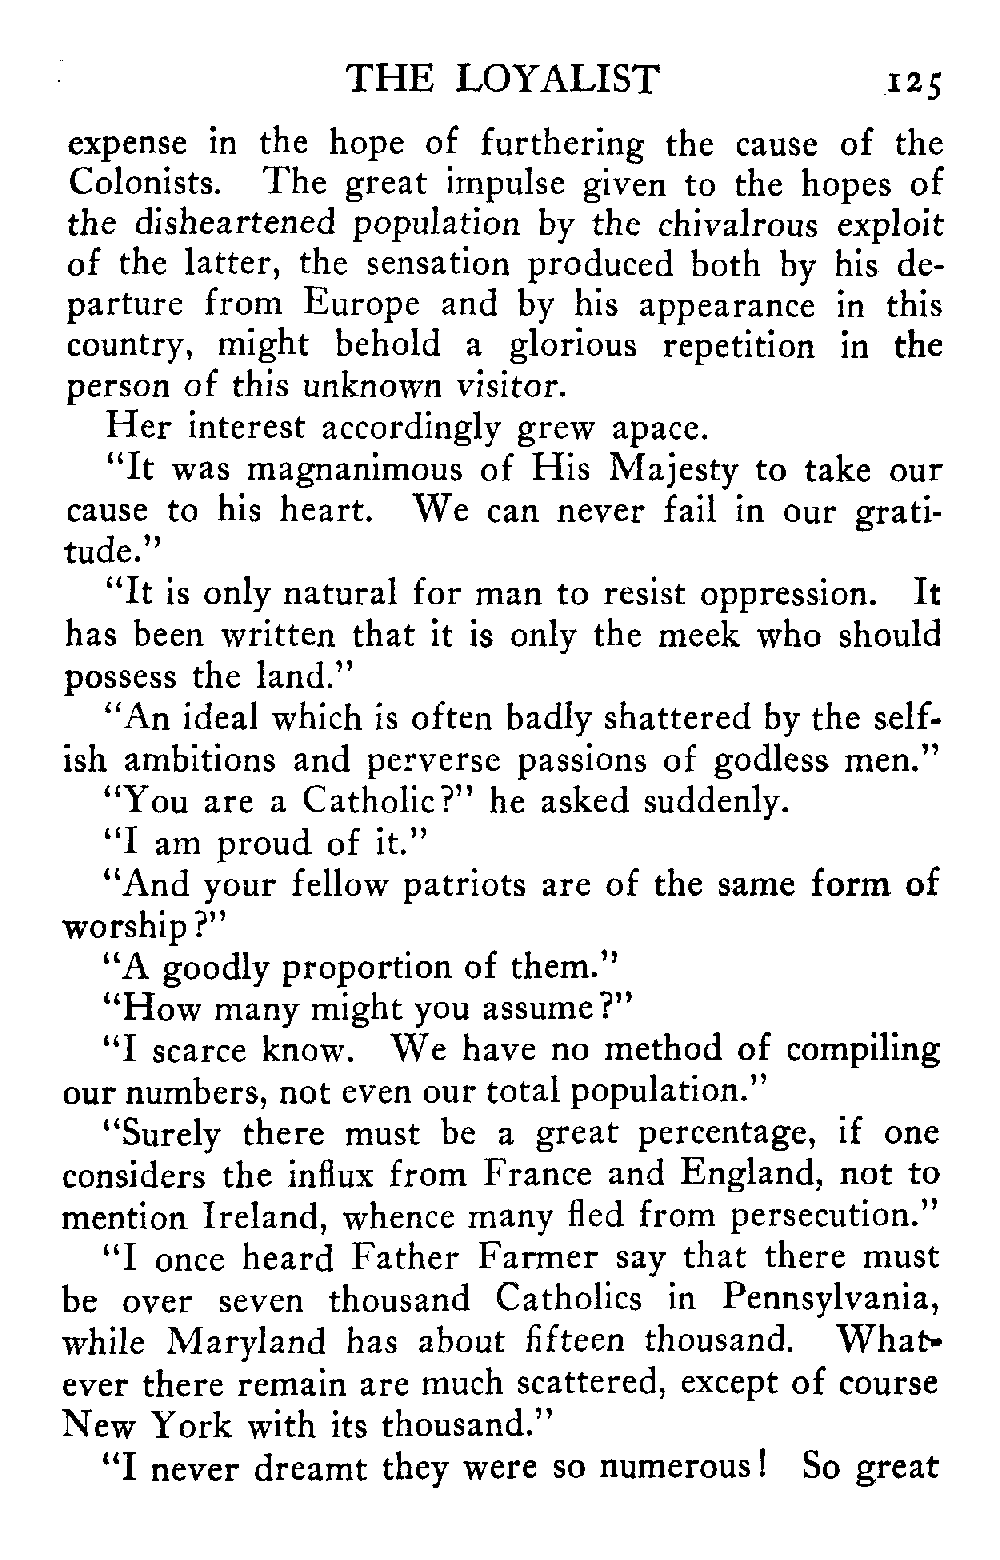 THE LOYALIST 125
expense in the hope of furthering the cause of the
Colonists. The great impulse given to the hopes of
the disheartened population by the chivalrous exploit
of the latter, the sensation produced both by his de-
parture from Europe and by his appearance in this
country, might behold a glorious repetition in the
person of this unknown visitor.
Her interest accordingly grew apace.
"It was magnanimous of His Majesty to take our
cause to his heart. We can never fail in our grati-
tude."
"It is only natural for man to resist oppression. It
has been written that it is only the meek who should
possess the land."
"An ideal which is often badly shattered by the self-
ish ambitions and perverse passions of godless men."
"You are a Catholic?" he asked suddenly.
"I am proud of it."
"And your fellow patriots are of the same form of
worship?"
"A goodly proportion of them."
"How many might you assume?"
"I scarce know. We have no method of compiling
our numbers, not even our total population."
"Surely there must be a great percentage, if one
considers the influx from France and England, not to
mention Ireland, whence many fled from persecution."
"I once heard Father Farmer say that there must
be over seven thousand Catholics in Pennsylvania,
while Maryland has about fifteen thousand. What-
ever there remain are much scattered, except of course
New York with its thousand."
"I never dreamt they were so numerous! So great